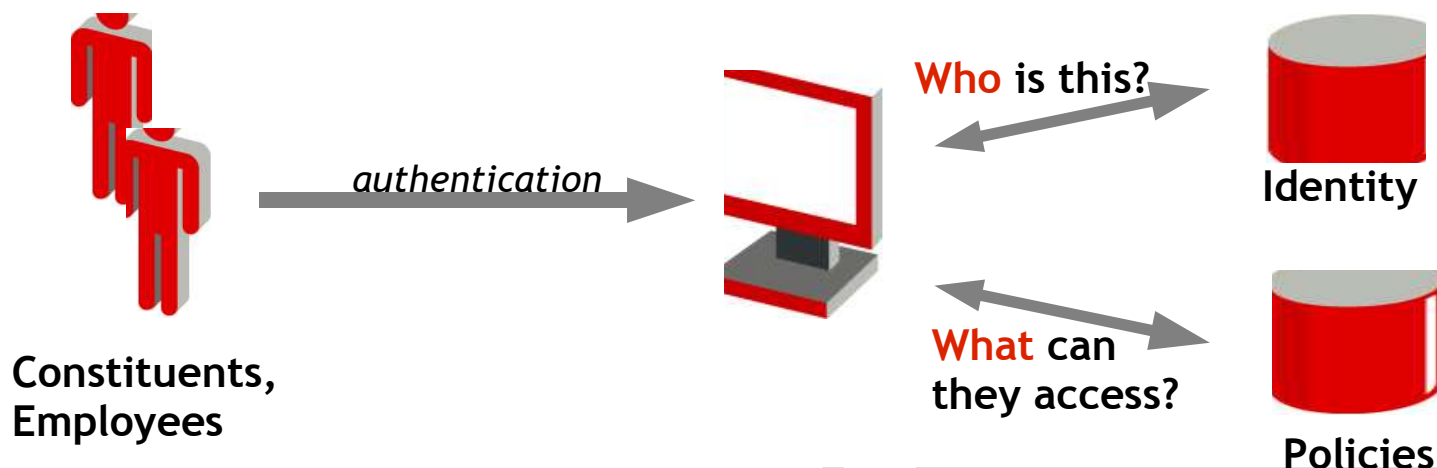 Who is this?
authentication
Identity
What can
they access?
Constituents,
Employees
Policies